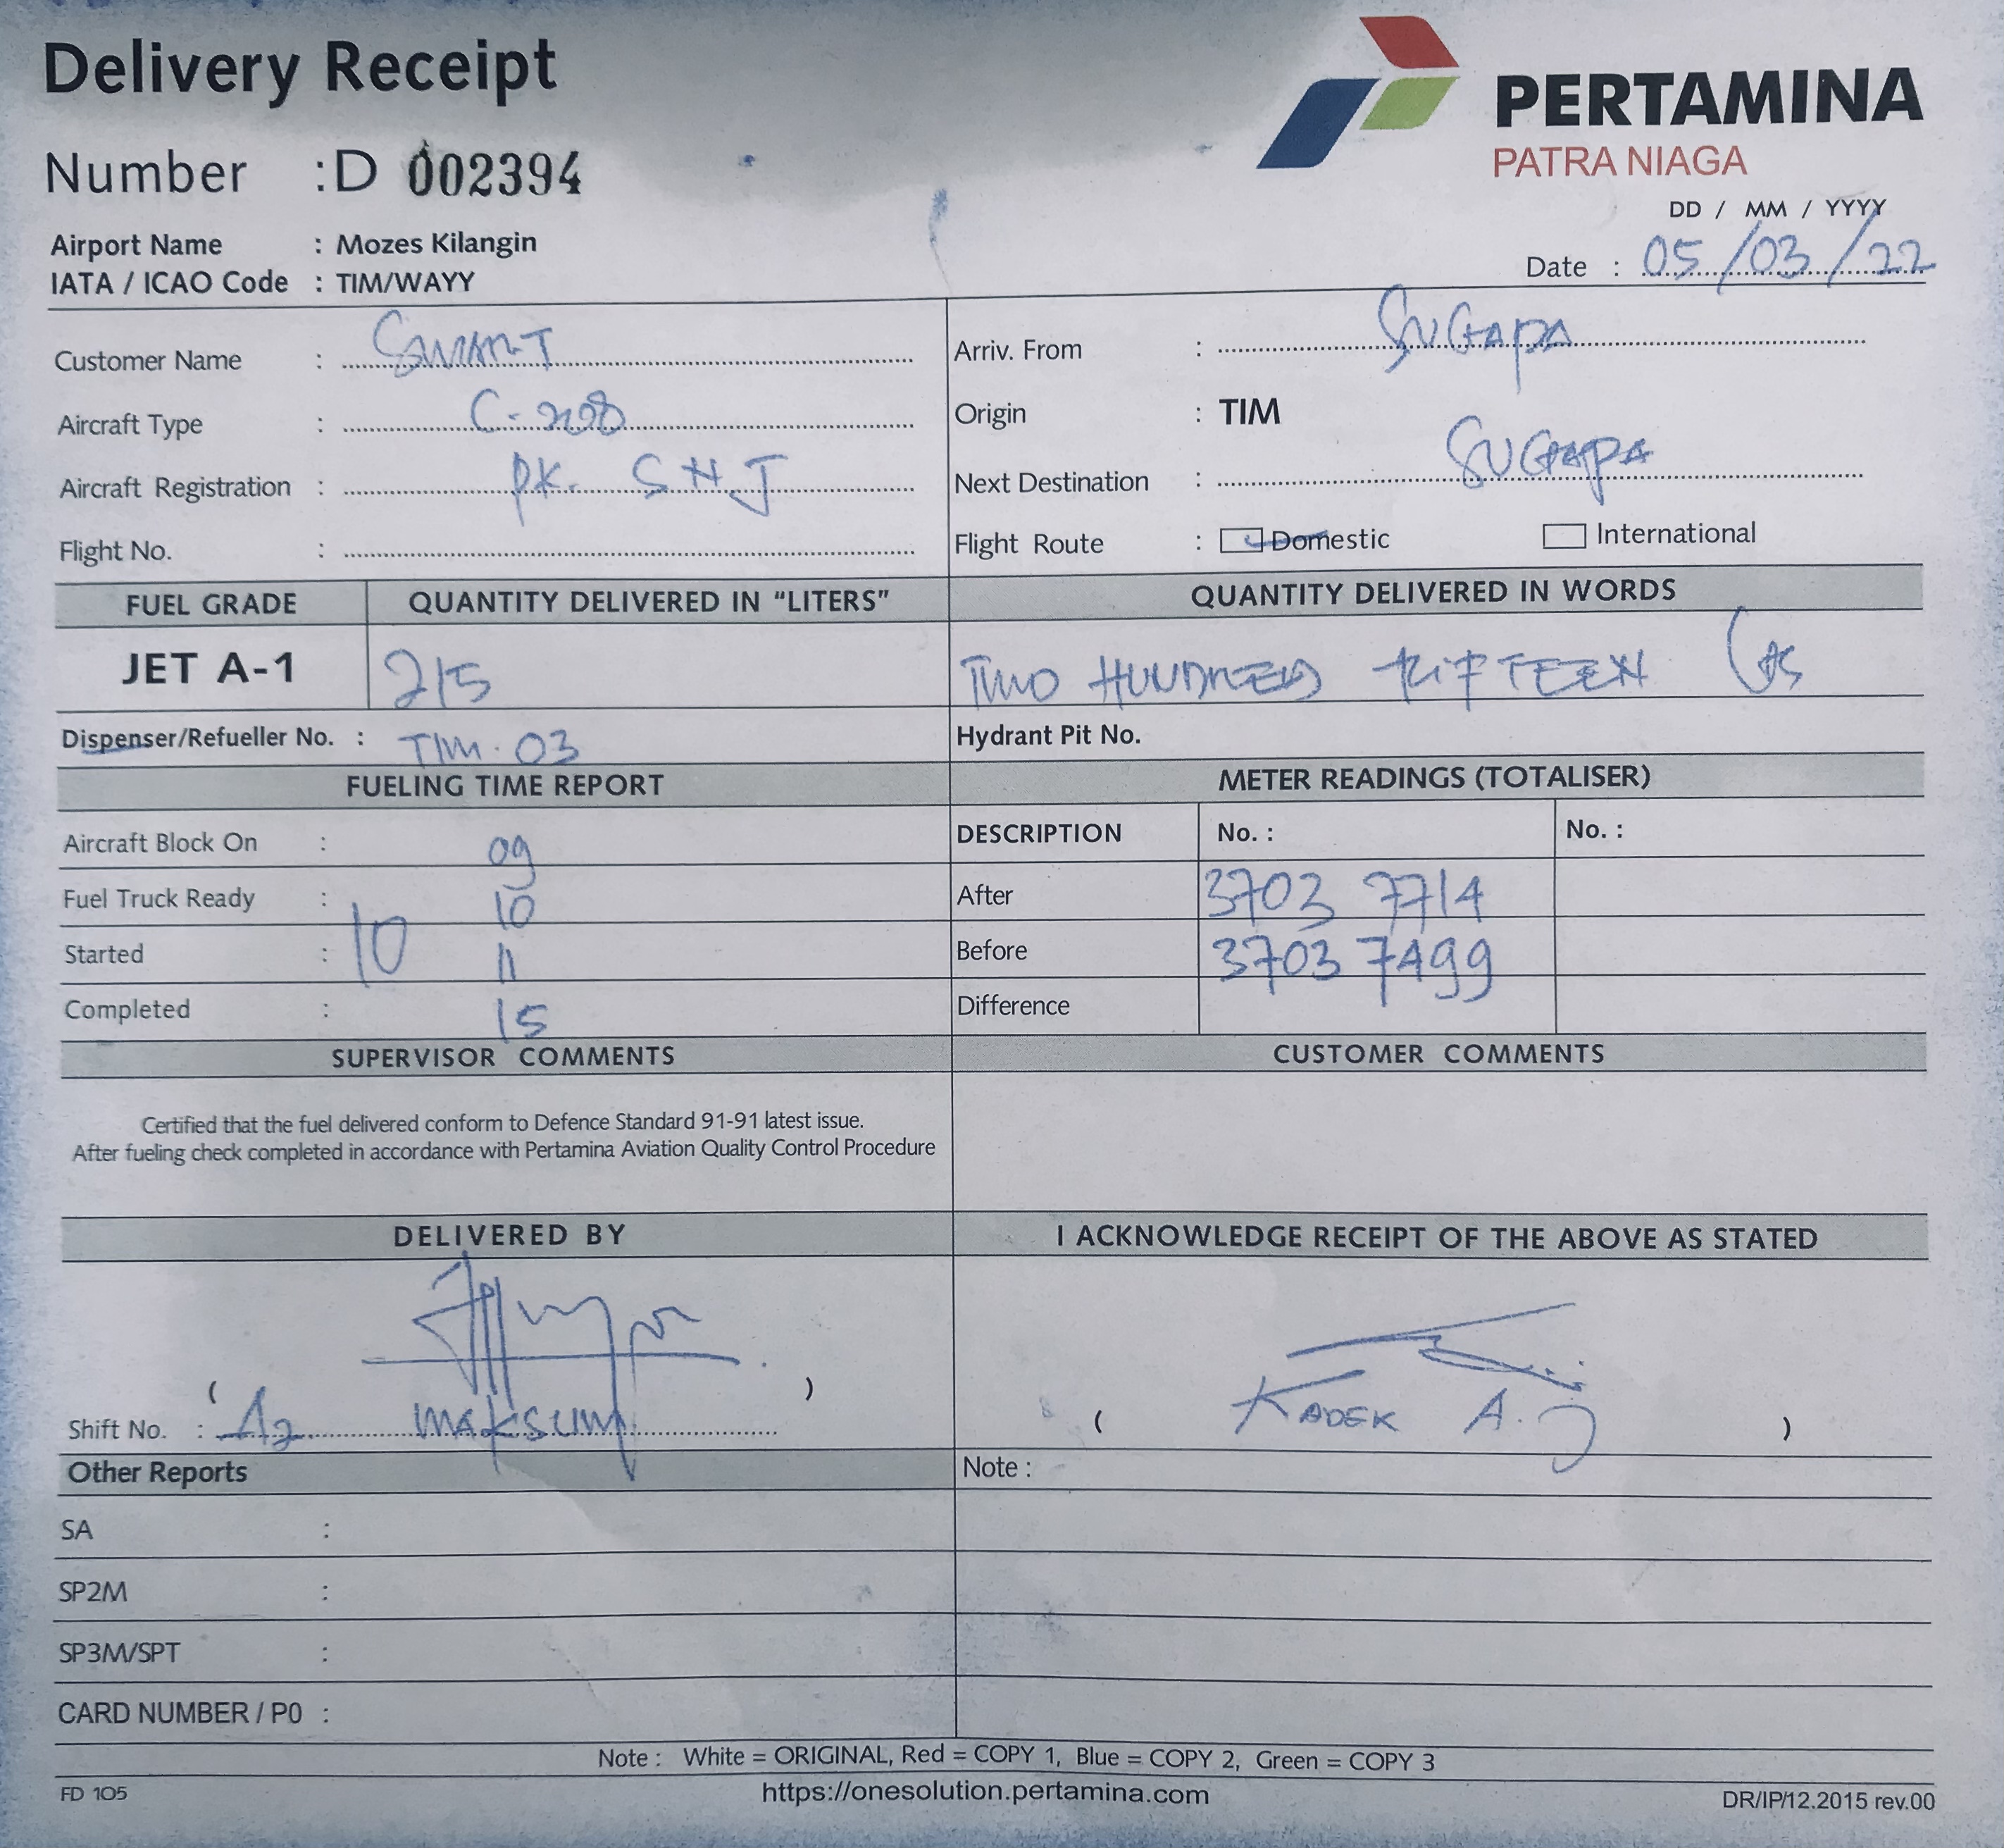 Delivery Receipt
PERTAMINA
PATRA NIAGA
Number : D 002394
DD / MM / YYYY
Airport Name : Mozes Kilangin
Date : 05/03/22
IATA / ICAO Code : TIM/WAYY
Customer Name : SMART
Arriv. From : SUGAPA
Aircraft Type : C-208
Origin : TIM
Aircraft Registration : PK. SNJ
Next Destination : SUGAPA
Flight No. :
Flight Route : Domestic International
FUEL GRADE QUANTITY DELIVERED IN "LITERS" QUANTITY DELIVERED IN WORDS
JET A-1 215 TWO HUNDRED FIFTEEN
Dispenser/Refueller No. : TIM. 03 Hydrant Pit No.
FUELING TIME REPORT METER READINGS (TOTALISER)
Aircraft Block On : 09 DESCRIPTION No. : No. :
Fuel Truck Ready : 10 After 3703 7714
Started : 10 11 Before 3703 7499
Completed : 15 Difference
SUPERVISOR COMMENTS CUSTOMER COMMENTS
Certified that the fuel delivered conform to Defence Standard 91-91 latest issue.
After fueling check completed in accordance with Pertamina Aviation Quality Control Procedure
DELIVERED BY I ACKNOWLEDGE RECEIPT OF THE ABOVE AS STATED
( )
Shift No. : A2 MAKSUM ( KADEK A. )
Other Reports Note :
SA :
SP2M :
SP3M/SPT :
CARD NUMBER / P0 :
Note : White = ORIGINAL, Red = COPY 1, Blue = COPY 2, Green = COPY 3
FD 105 https://onesolution.pertamina.com DR/IP/12.2015 rev.00